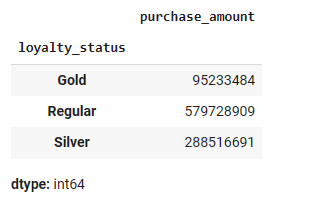 purchase_amount
loyalty_status
Gold 95233484
Regular 579728909
Silver 288516691
dtype: int64